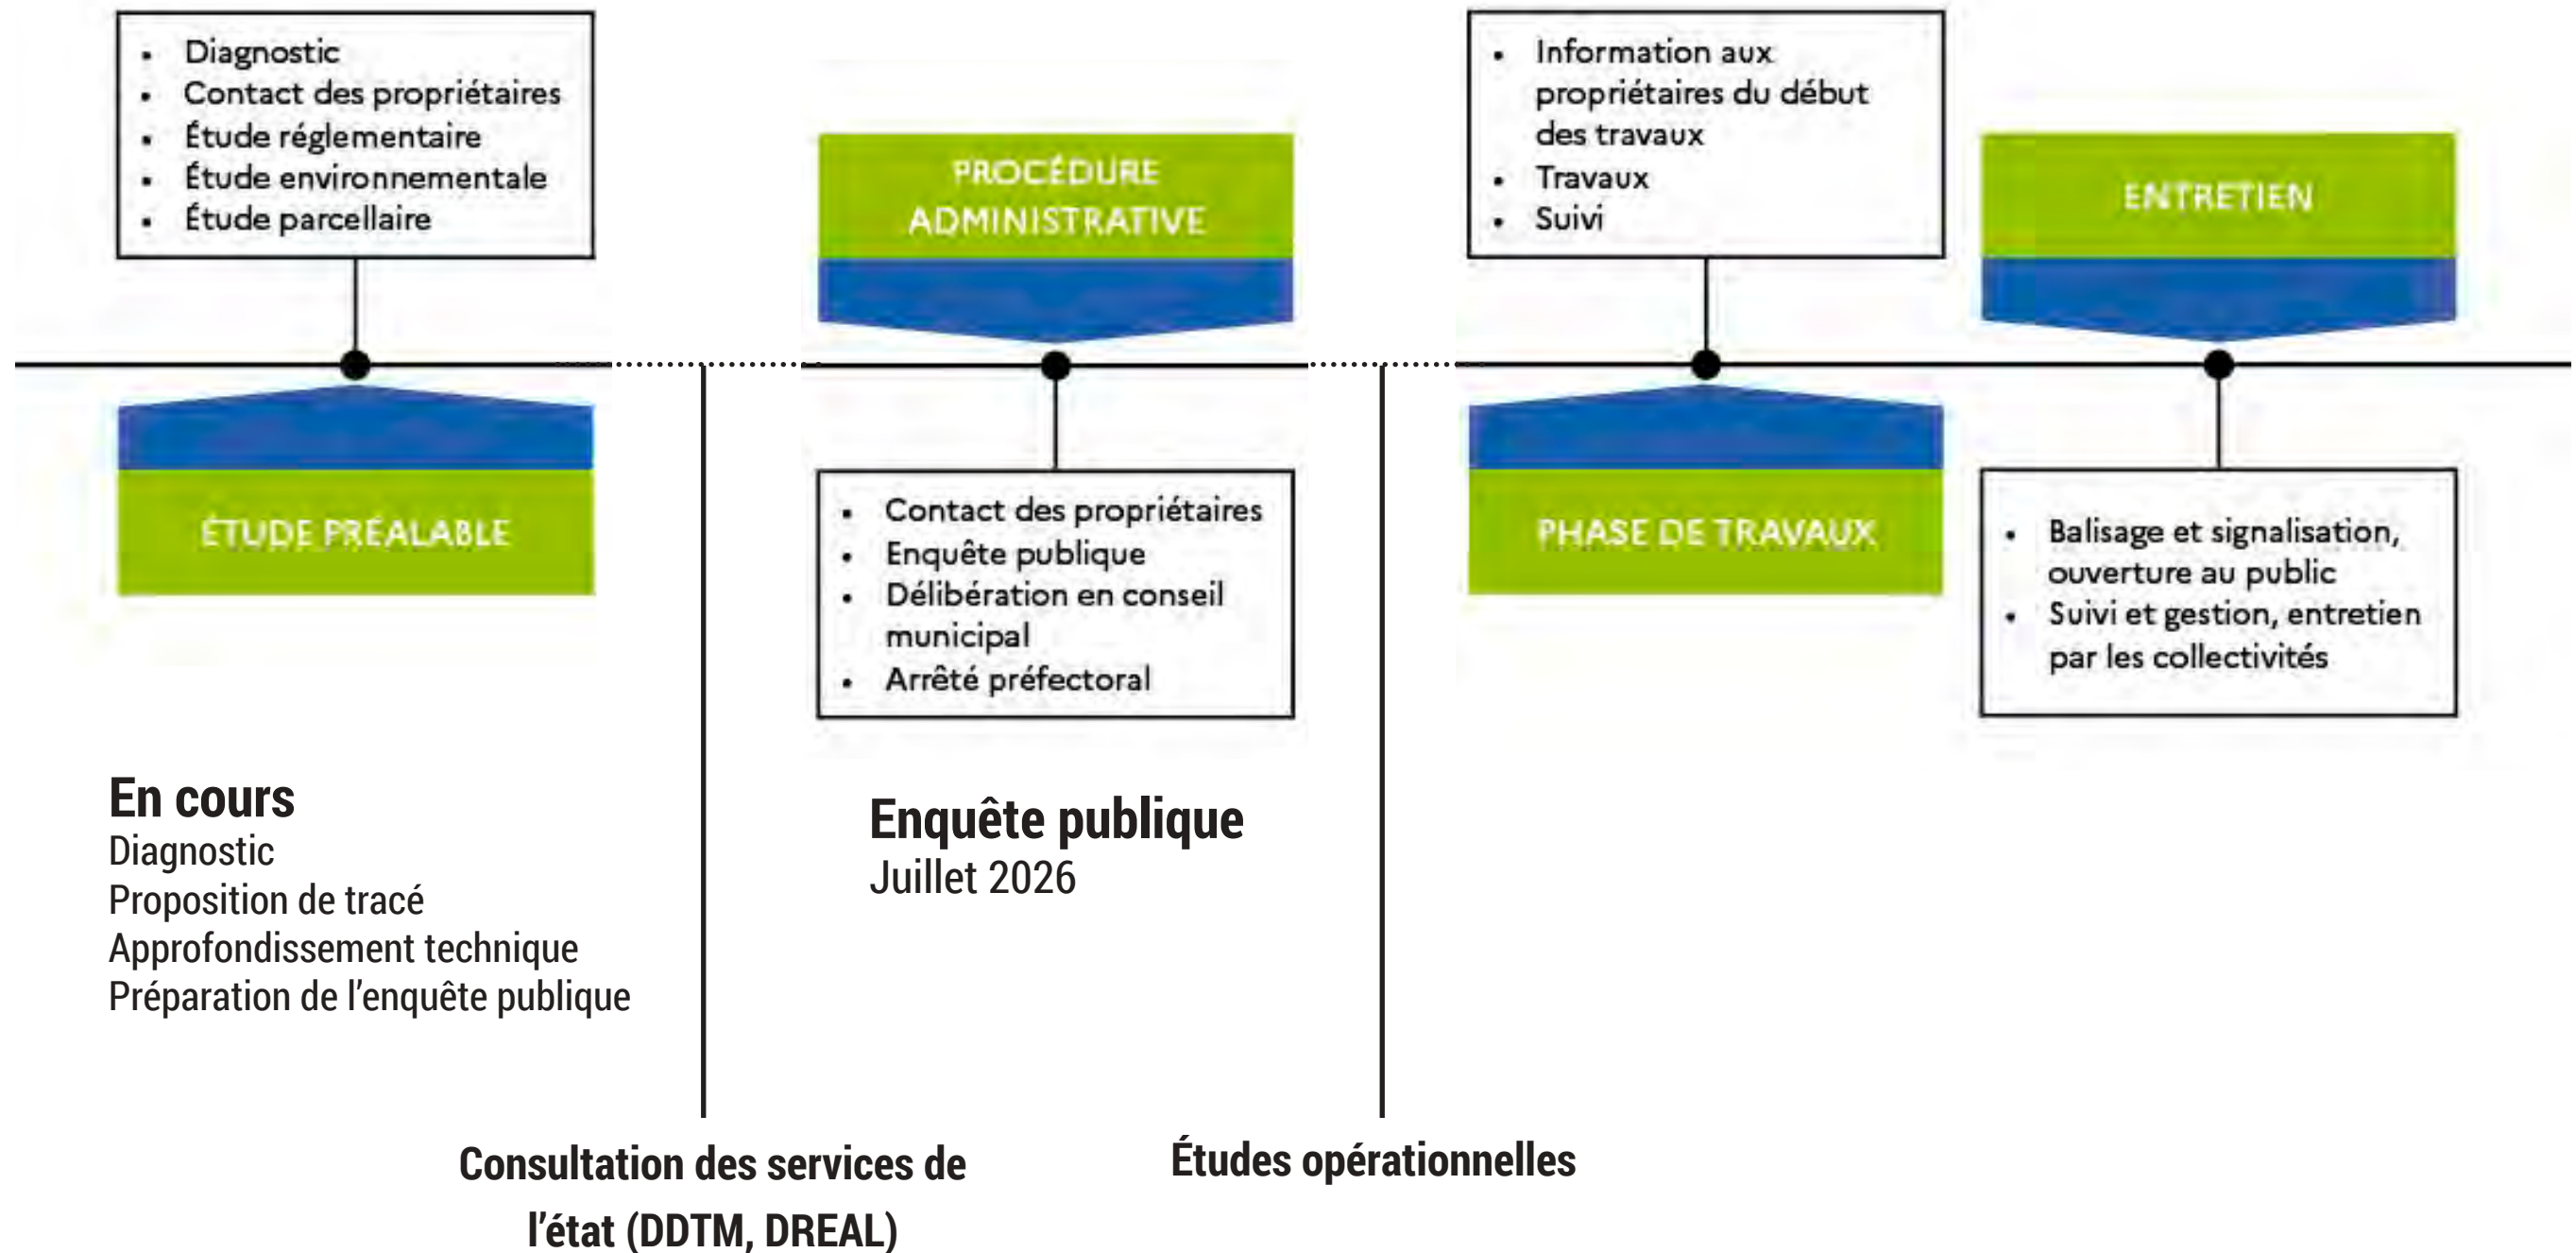 • Diagnostic
• Contact des propriétaires
• Étude réglementaire
• Étude environnementale
• Étude parcellaire
ÉTUDE PRÉALABLE
En cours
Diagnostic
Proposition de tracé
Approfondissement technique
Préparation de l'enquête publique
Consultation des services de
l'état (DDTM, DREAL)
PROCÉDURE
ADMINISTRATIVE
• Contact des propriétaires
• Enquête publique
• Délibération en conseil
municipal
• Arrêté préfectoral
Enquête publique
Juillet 2026
Études opérationnelles
• Information aux
propriétaires du début
des travaux
• Travaux
• Suivi
PHASE DE TRAVAUX
ENTRETIEN
• Balisage et signalisation,
ouverture au public
• Suivi et gestion, entretien
par les collectivités